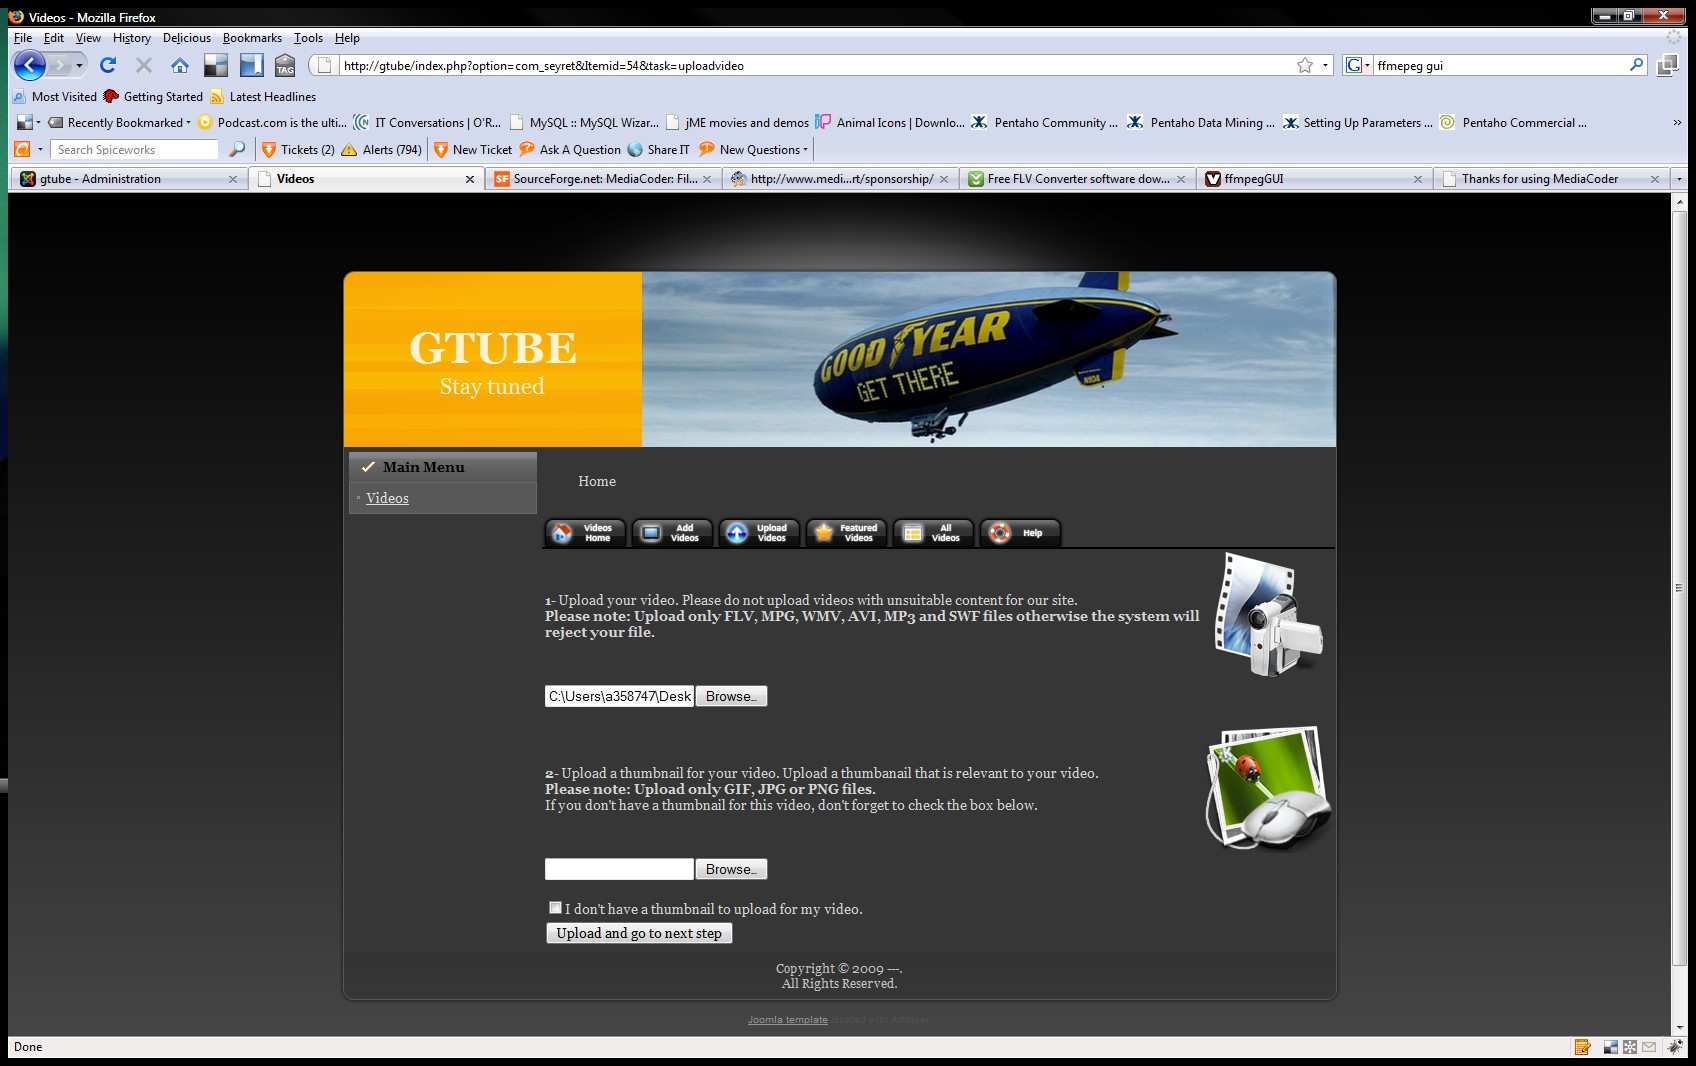 Videos - Mozilla Firefox
File Edit View History Delicious Bookmarks Tools Help
TAG http://gtube/index.php?option=com_seyret&Itemid=54&task=uploadvideo G ffmepeg gui
Most Visited Getting Started Latest Headlines
Recently Bookmarked Podcast.com is the ulti... IT Conversations | O'R... MySQL :: MySQL Wizar... jME movies and demos Animal Icons | Downlo... Pentaho Community ... Pentaho Data Mining ... Setting Up Parameters ... Pentaho Commercial ... »
Search Spiceworks Tickets (2) Alerts (794) New Ticket Ask A Question Share IT New Questions
gtube - Administration Videos SF SourceForge.net: MediaCoder: Fil... http://www.medi...rt/sponsorship/ Free FLV Converter software dow... ffmpegGUI Thanks for using MediaCoder
GTUBE
Stay tuned
GOOD YEAR
GET THERE
N10A
Main Menu
Videos
Home
Videos Home
Add Videos
Upload Videos
Featured Videos
All Videos
Help
1- Upload your video. Please do not upload videos with unsuitable content for our site.
Please note: Upload only FLV, MPG, WMV, AVI, MP3 and SWF files otherwise the system will
reject your file.
C:\Users\a358747\Desk Browse...
2- Upload a thumbnail for your video. Upload a thumbanail that is relevant to your video.
Please note: Upload only GIF, JPG or PNG files.
If you don't have a thumbnail for this video, don't forget to check the box below.
Browse...
I don't have a thumbnail to upload for my video.
Upload and go to next step
Copyright © 2009 ---.
All Rights Reserved.
Joomla template created with Artisteer.
Done